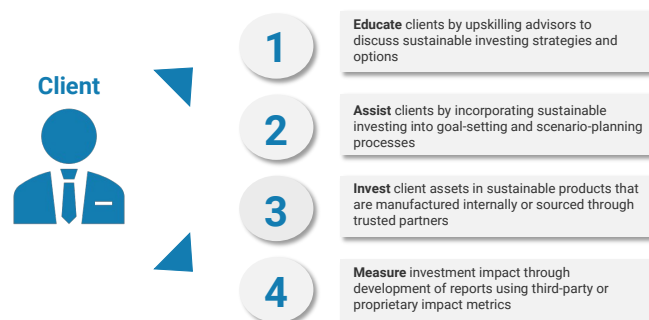 Client
1
Educate clients by upskilling advisors to
discuss sustainable investing strategies and
options
2
Assist clients by incorporating sustainable
investing into goal-setting and scenario-planning
processes
3
Invest client assets in sustainable products that
are manufactured internally or sourced through
trusted partners
4
Measure investment impact through
development of reports using third-party or
proprietary impact metrics